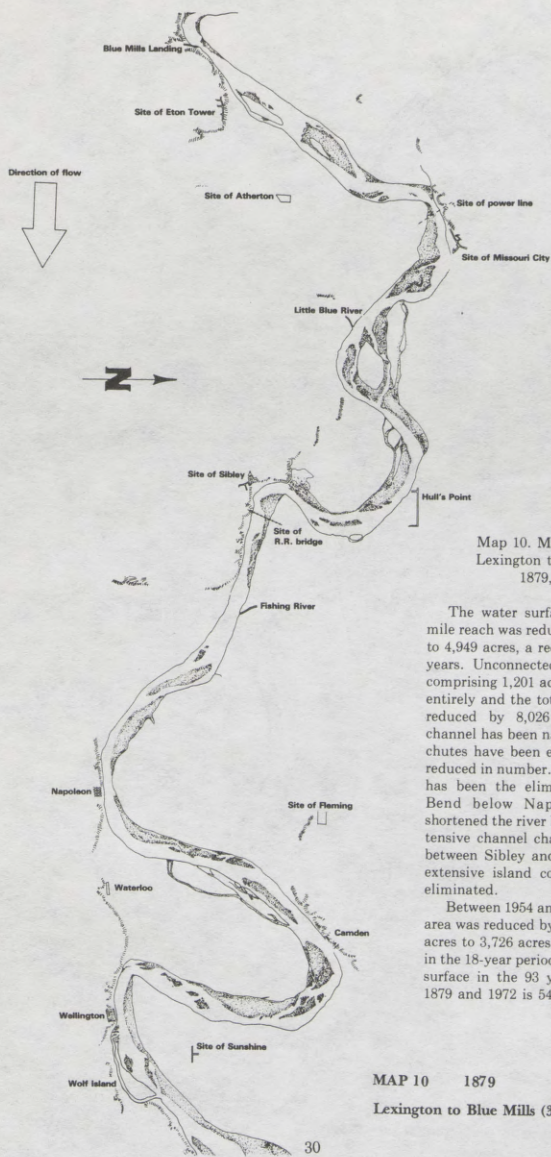 Blue Mills Landing
Site of Eton Tower
Direction of flow
Site of Atherton
Site of power line
Site of Missouri City
Little Blue River
N
Site of Sibley
Hull's Point
Site of
R.R. bridge
Fishing River
Napoleon
Site of Fleming
Waterloo
Camden
Wellington
Site of Sunshine
Wolf Island
Map 10. M
Lexington t
1879,
The water surf
mile reach was redu
to 4,949 acres, a re
years. Unconnected
comprising 1,201 ac
entirely and the tot
reduced by 8,026
channel has been n
chutes have been e
reduced in number.
has been the elim
Bend below Nap
shortened the river
tensive channel cha
between Sibley and
extensive island co
eliminated.
Between 1954 an
area was reduced by
acres to 3,726 acres
in the 18-year period
surface in the 93 y
1879 and 1972 is 54
MAP 10 1879
Lexington to Blue Mills (3
30